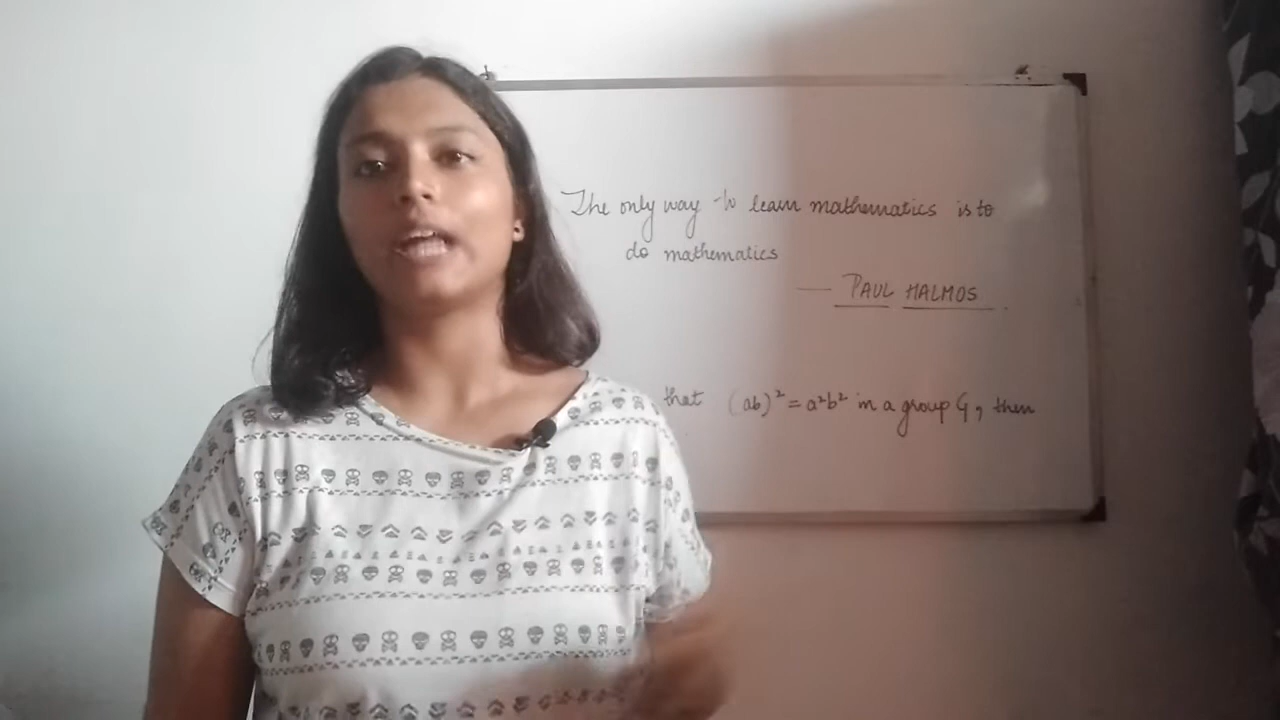 The only way to learn mathematics is to
do mathematics
— PAUL HALMOS
that (ab)² = a²b² in a group G, then